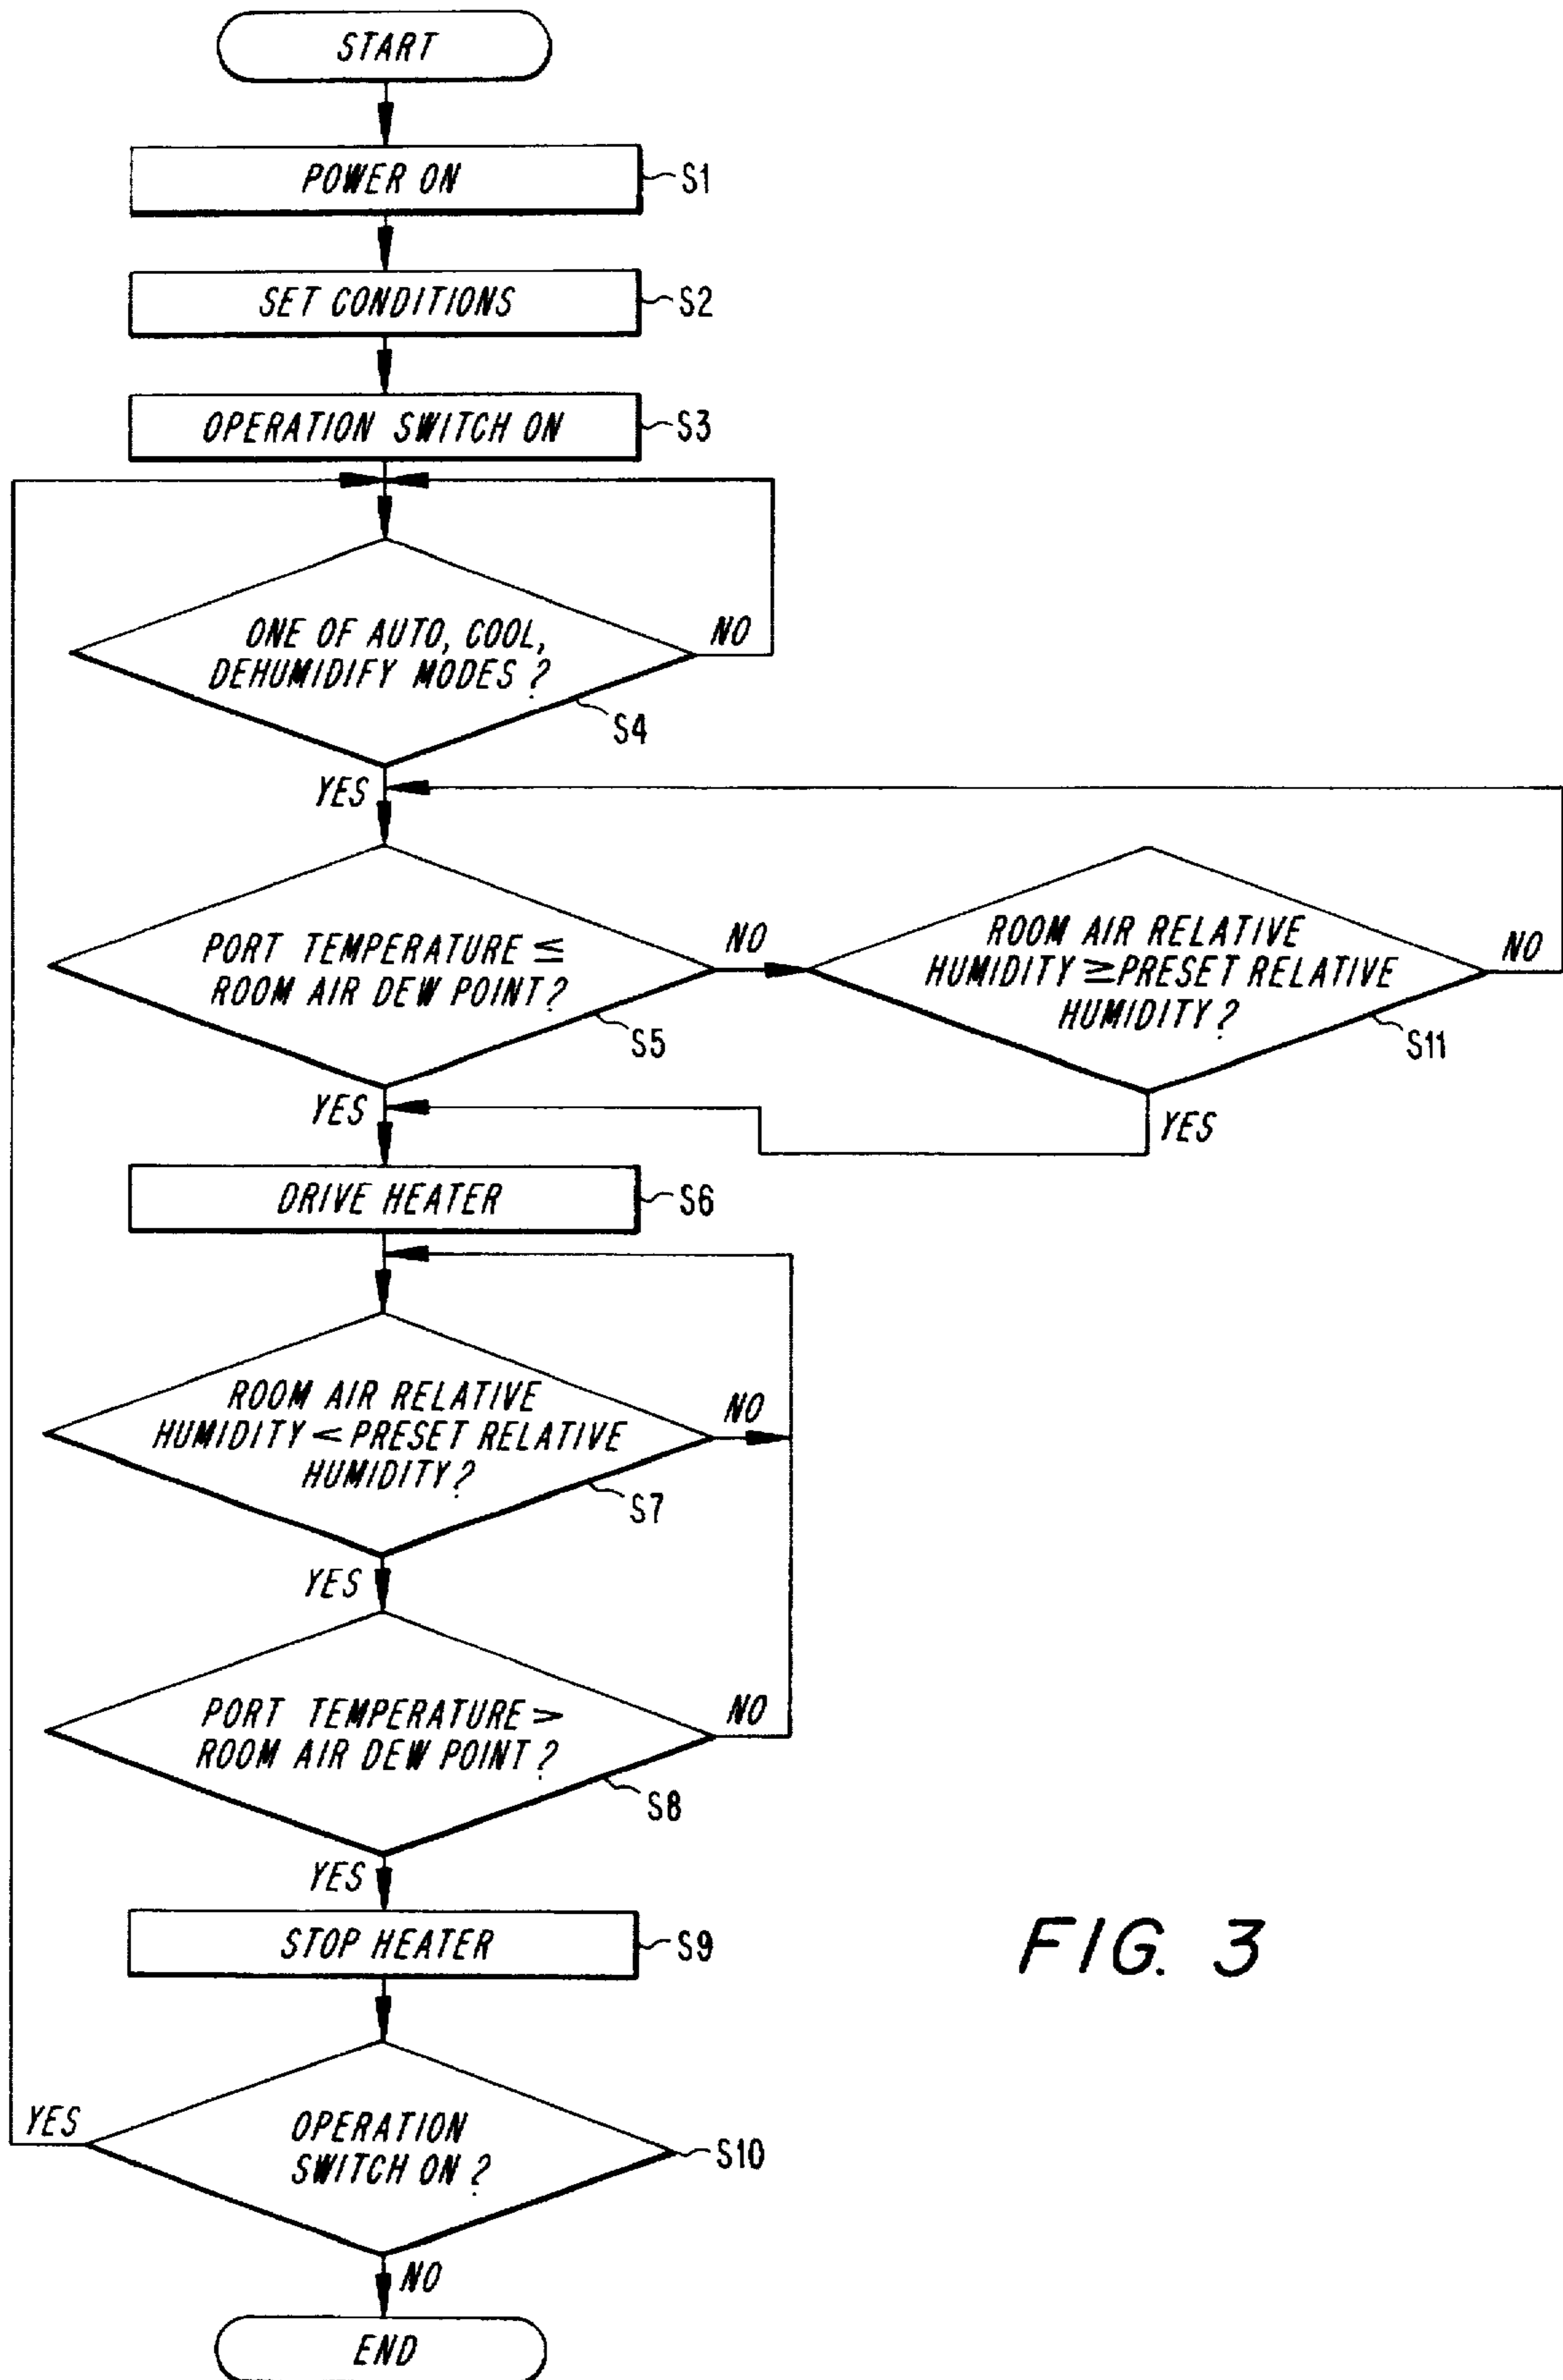 START
POWER ON
S1
SET CONDITIONS
S2
OPERATION SWITCH ON
S3
ONE OF AUTO, COOL,
DEHUMIDIFY MODES ?
NO
S4
YES
PORT TEMPERATURE ≤
ROOM AIR DEW POINT?
NO
S5
ROOM AIR RELATIVE
HUMIDITY ≥ PRESET RELATIVE
HUMIDITY?
NO
S11
YES
YES
DRIVE HEATER
S6
ROOM AIR RELATIVE
HUMIDITY < PRESET RELATIVE
HUMIDITY?
NO
S7
YES
PORT TEMPERATURE >
ROOM AIR DEW POINT?
NO
S8
YES
STOP HEATER
S9
FIG. 3
YES
OPERATION
SWITCH ON ?
S10
NO
END